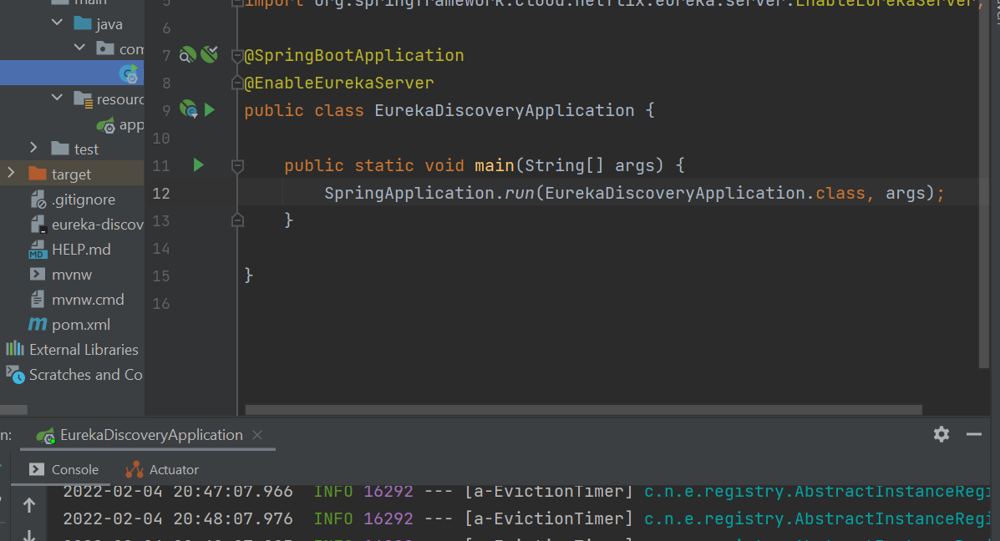 main
java
com
resourc
app
test
target
.gitignore
eureka-discov
HELP.md
mvnw
mvnw.cmd
pom.xml
External Libraries
Scratches and Co
5 import org.springframework.cloud.netflix.eureka.server.EnableEurekaServer;
6
7 @SpringBootApplication
8 @EnableEurekaServer
9 public class EurekaDiscoveryApplication {
10
11 public static void main(String[] args) {
12 SpringApplication.run(EurekaDiscoveryApplication.class, args);
13 }
14
15 }
16
n: EurekaDiscoveryApplication
Console Actuator
2022-02-04 20:47:07.966 INFO 16292 --- [a-EvictionTimer] c.n.e.registry.AbstractInstanceRegi
2022-02-04 20:48:07.976 INFO 16292 --- [a-EvictionTimer] c.n.e.registry.AbstractInstanceRegi